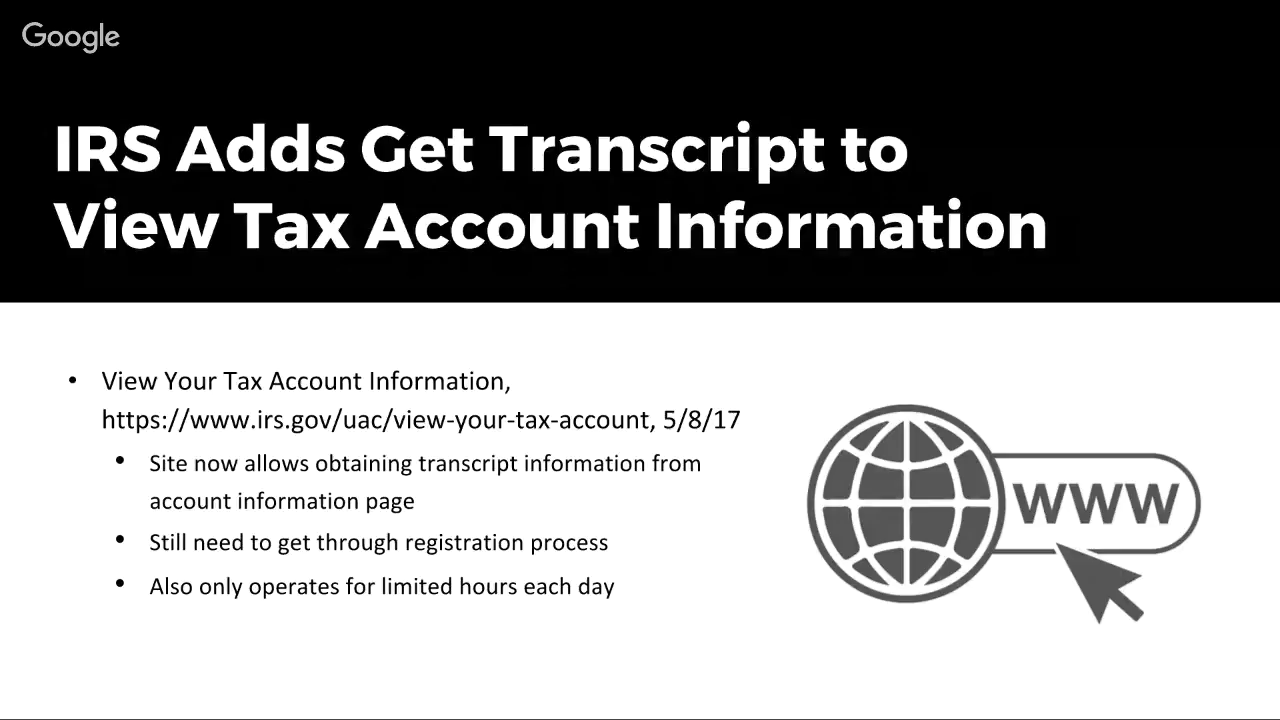 Google
IRS Adds Get Transcript to
View Tax Account Information
• View Your Tax Account Information,
https://www.irs.gov/uac/view-your-tax-account, 5/8/17
• Site now allows obtaining transcript information from
account information page
• Still need to get through registration process
• Also only operates for limited hours each day
WWW